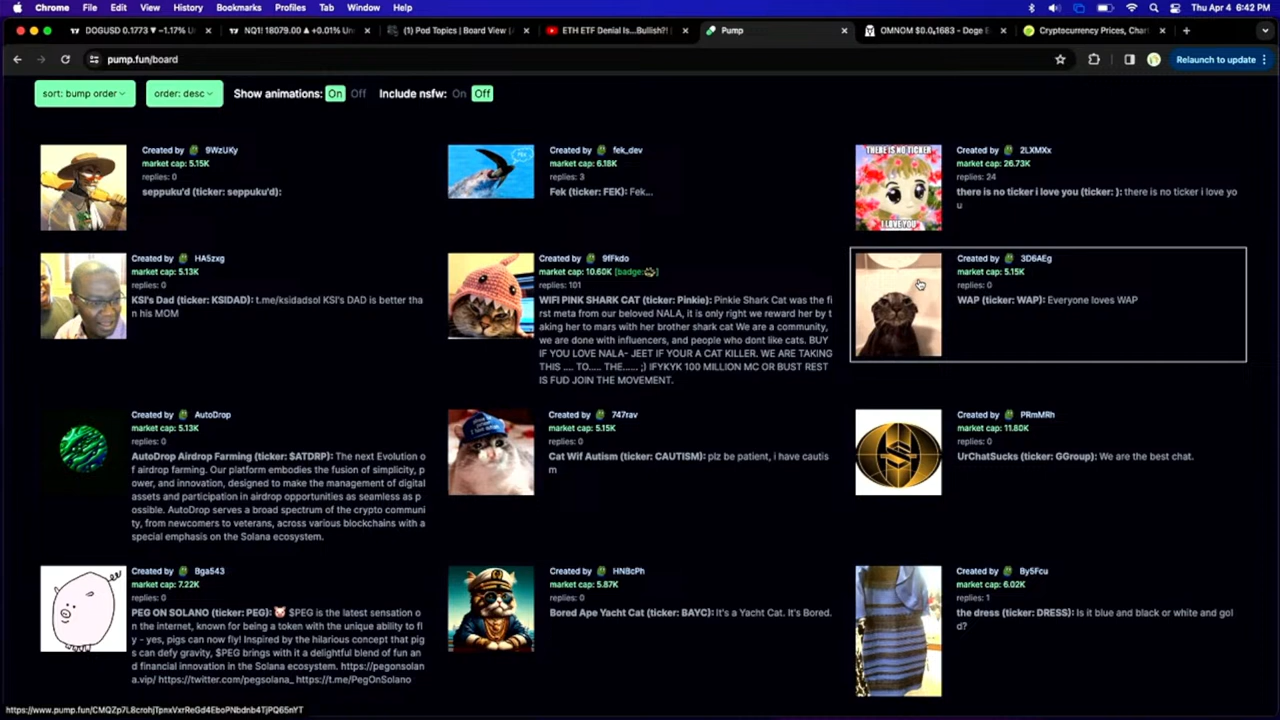 Chrome File Edit View History Bookmarks Profiles Tab Window Help Thu Apr 4 6:42 PM
DOGUSD 0.1773 ▾ −1.17% Un
NQ1! 18079.00 ▴ +0.01% Un
(1) Pod Topics | Board View |
ETH ETF Denial Is...Bullish?! |
Pump
OMNOM $0.0₄1683 - Doge E
Cryptocurrency Prices, Char
pump.fun/board
Relaunch to update
sort: bump order
order: desc
Show animations: On Off
Include nsfw: On Off
Created by 9WzUKy
market cap: 5.15K
replies: 0
seppuku'd (ticker: seppuku'd):
Created by fek_dev
market cap: 6.18K
replies: 3
Fek (ticker: FEK): Fek...
THERE IS NO TICKER
I LOVE YOU
Created by 2LXMXx
market cap: 26.73K
replies: 24
there is no ticker i love you (ticker: ): there is no ticker i love yo
u
Created by HA5zxg
market cap: 5.13K
replies: 0
KSI's Dad (ticker: KSIDAD): t.me/ksidadsol KSI's DAD is better tha
n his MOM
Created by 9fFkdo
market cap: 10.60K [badge: ]
replies: 101
WIFI PINK SHARK CAT (ticker: Pinkie): Pinkie Shark Cat was the fi
rst meta from our beloved NALA, it is only right we reward her by t
aking her to mars with her brother shark cat We are a community,
we are done with influencers, and people who dont like cats. BUY
IF YOU LOVE NALA- JEET IF YOUR A CAT KILLER. WE ARE TAKING
THIS .... TO..... THE...... ;) IFYKYK 100 MILLION MC OR BUST REST
IS FUD JOIN THE MOVEMENT.
Created by 3D6AEg
market cap: 5.15K
replies: 0
WAP (ticker: WAP): Everyone loves WAP
Created by AutoDrop
market cap: 5.13K
replies: 0
AutoDrop Airdrop Farming (ticker: $ATDRP): The next Evolution o
f airdrop farming. Our platform embodies the fusion of simplicity, p
ower, and innovation, designed to make the management of digital
assets and participation in airdrop opportunities as seamless as p
ossible. AutoDrop serves a broad spectrum of the crypto communi
ty, from newcomers to veterans, across various blockchains with a
special emphasis on the Solana ecosystem.
Created by 747rav
market cap: 5.15K
replies: 0
Cat Wif Autism (ticker: CAUTISM): plz be patient, i have cautis
m
Created by PRmMRh
market cap: 11.80K
replies: 0
UrChatSucks (ticker: GGroup): We are the best chat.
Created by Bga543
market cap: 7.22K
replies: 0
PEG ON SOLANO (ticker: PEG): 🐷 $PEG is the latest sensation o
n the internet, known for being a token with the unique ability to fl
y - yes, pigs can now fly! Inspired by the hilarious concept that pig
s can defy gravity, $PEG brings with it a delightful blend of fun an
d financial innovation in the Solana ecosystem. https://pegonsolan
a.vip/ https://twitter.com/pegsolana_ https://t.me/PegOnSolano
Created by HNBcPh
market cap: 5.87K
replies: 0
Bored Ape Yacht Cat (ticker: BAYC): It's a Yacht Cat. It's Bored.
Created by By5Fcu
market cap: 6.02K
replies: 1
the dress (ticker: DRESS): Is it blue and black or white and gol
d?
https://www.pump.fun/CMQZp7L8crohjTpnxVxrReGd4EboPNbdnb4TjPQ65nYT